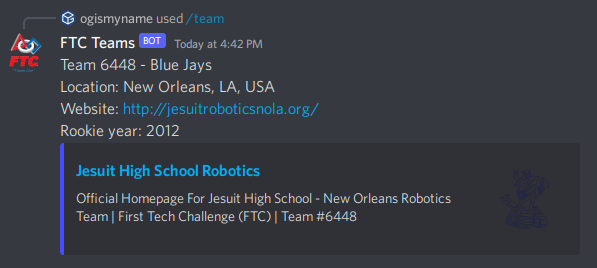 ogismyname used /team
FTC
FTC Teams BOT Today at 4:42 PM
Team 6448 - Blue Jays
Location: New Orleans, LA, USA
Website: http://jesuitroboticsnola.org/
Rookie year: 2012
Jesuit High School Robotics
Official Homepage For Jesuit High School - New Orleans Robotics
Team | First Tech Challenge (FTC) | Team #6448